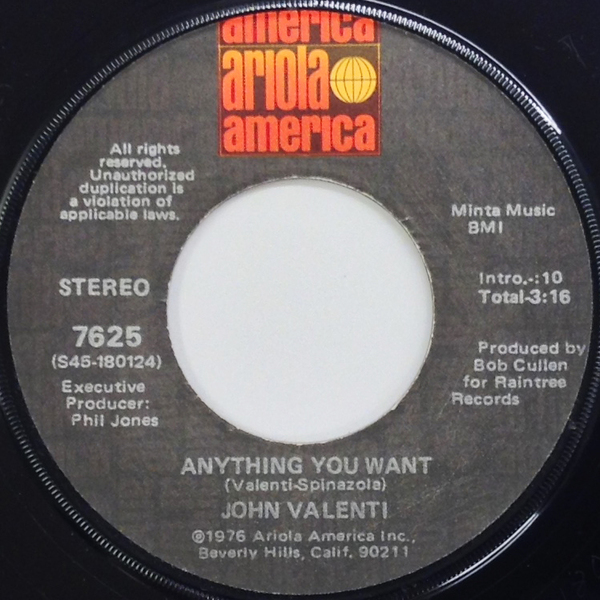 america
ariola
america
All rights
reserved.
Unauthorized
duplication is
a violation of
applicable laws.
Minta Music
BMI
STEREO
Intro.-:10
Total-3:16
7625
(S45-180124)
Executive
Producer:
Phil Jones
Produced by
Bob Cullen
for Raintree
Records
ANYTHING YOU WANT
(Valenti-Spinazola)
JOHN VALENTI
℗1976 Ariola America Inc.,
Beverly Hills, Calif. 90211